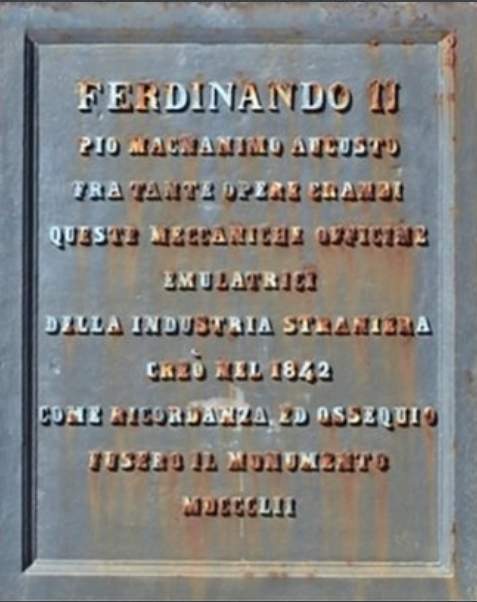 FERDINANDO II
PIO MAGNANIMO AUGUSTO
FRA TANTE OPERE GRANDI
QUESTE MECCANICHE OFFICINE
EMULATRICI
DELLA INDUSTRIA STRANIERA
CREÒ NEL 1842
COME RICORDANZA ED OSSEQUIO
FUSERO IL MONUMENTO
MDCCCLII